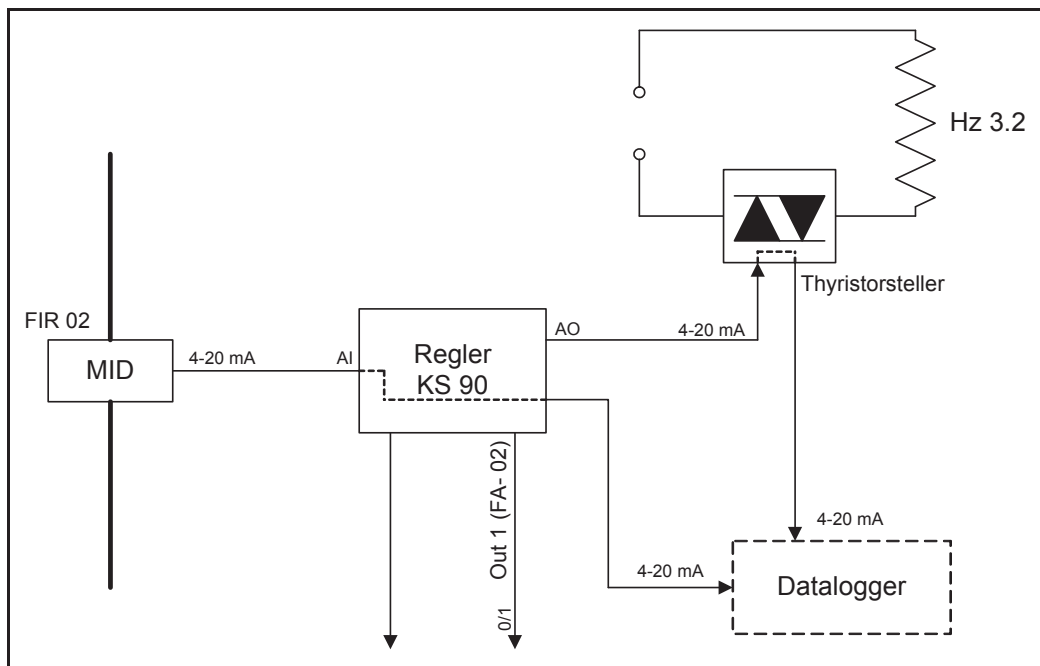 Hz 3.2
Thyristorsteller
FIR 02
MID
4-20 mA
AI
Regler
KS 90
AO
4-20 mA
Out 1 (FA- 02)
0/1
4-20 mA
4-20 mA
Datalogger